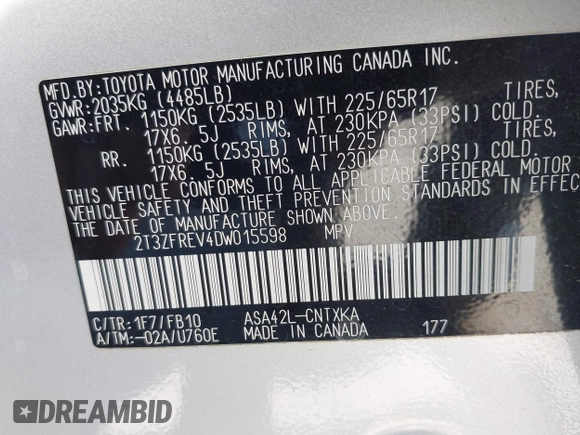 MFD.BY:TOYOTA MOTOR MANUFACTURING CANADA INC.
GVWR:2035KG (4485LB)
GAWR:FRT. 1150KG (2535LB) WITH 225/65R17 TIRES,
17X6. 5J RIMS, AT 230KPA (33PSI) COLD.
RR. 1150KG (2535LB) WITH 225/65R17 TIRES,
17X6. 5J RIMS, AT 230KPA (33PSI) COLD.
THIS VEHICLE CONFORMS TO ALL APPLICABLE FEDERAL MOTOR
VEHICLE SAFETY AND THEFT PREVENTION STANDARDS IN EFFEC
THE DATE OF MANUFACTURE SHOWN ABOVE.
2T3ZFREV4DW015598 MPV
C/TR:1F7/FB10 ASA42L-CNTXKA
A/TM:-02A/U760E MADE IN CANADA 177
DREAMBID